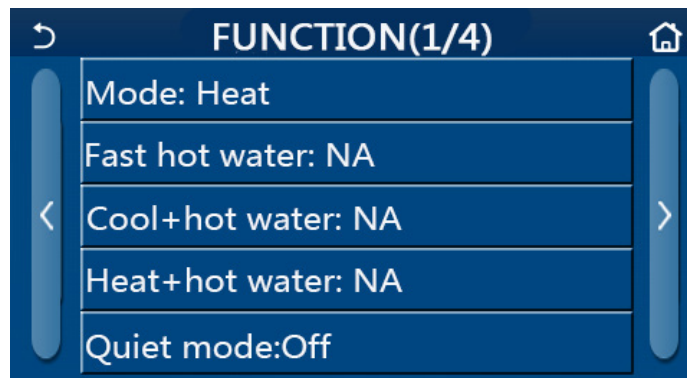 FUNCTION(1/4)
Mode: Heat
Fast hot water: NA
Cool+hot water: NA
Heat+hot water: NA
Quiet mode:Off